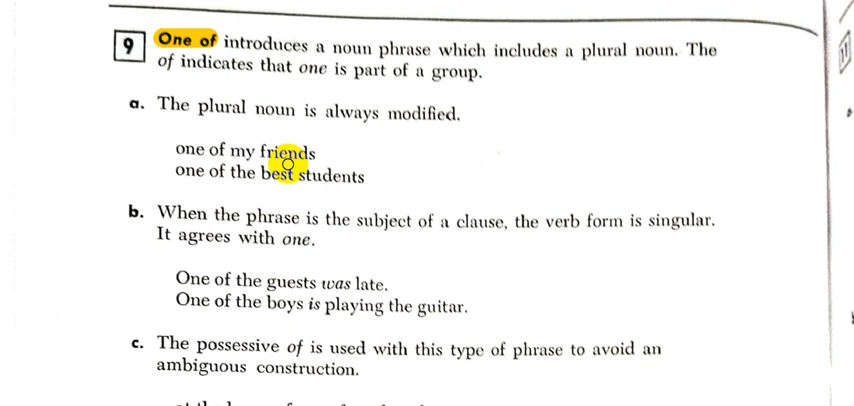 9 One of introduces a noun phrase which includes a plural noun. The
of indicates that one is part of a group.
a. The plural noun is always modified.
one of my friends
one of the best students
b. When the phrase is the subject of a clause, the verb form is singular.
It agrees with one.
One of the guests was late.
One of the boys is playing the guitar.
c. The possessive of is used with this type of phrase to avoid an
ambiguous construction.
11